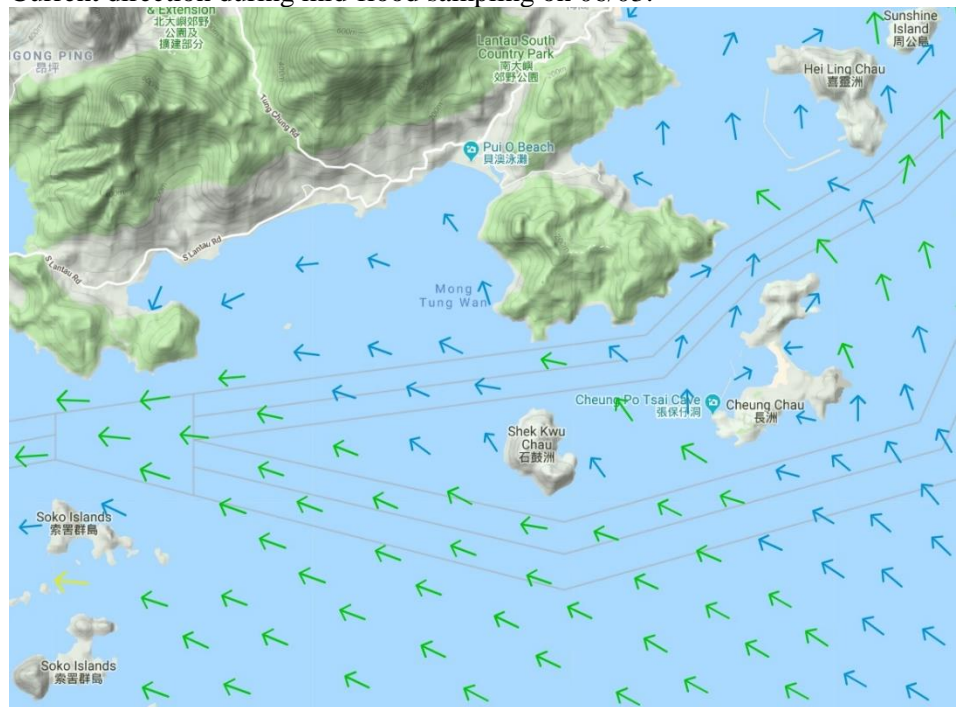 Current direction during mid-flood sampling on 08/05:
& Extension
北大嶼郊野
公園及
擴建部分
NGONG PING
昂坪
Lantau South
Country Park
南大嶼
郊野公園
Sunshine
Island
周公島
Hei Ling Chau
喜靈洲
Tung Chung Rd
Pui O Beach
貝澳泳灘
S Lantau Rd
S Lantau Rd
Mong
Tung Wan
Cheung Po Tsai Cave
張保仔洞
Cheung Chau
長洲
Shek Kwu
Chau
石鼓洲
Soko Islands
索罟群島
Soko Islands
索罟群島